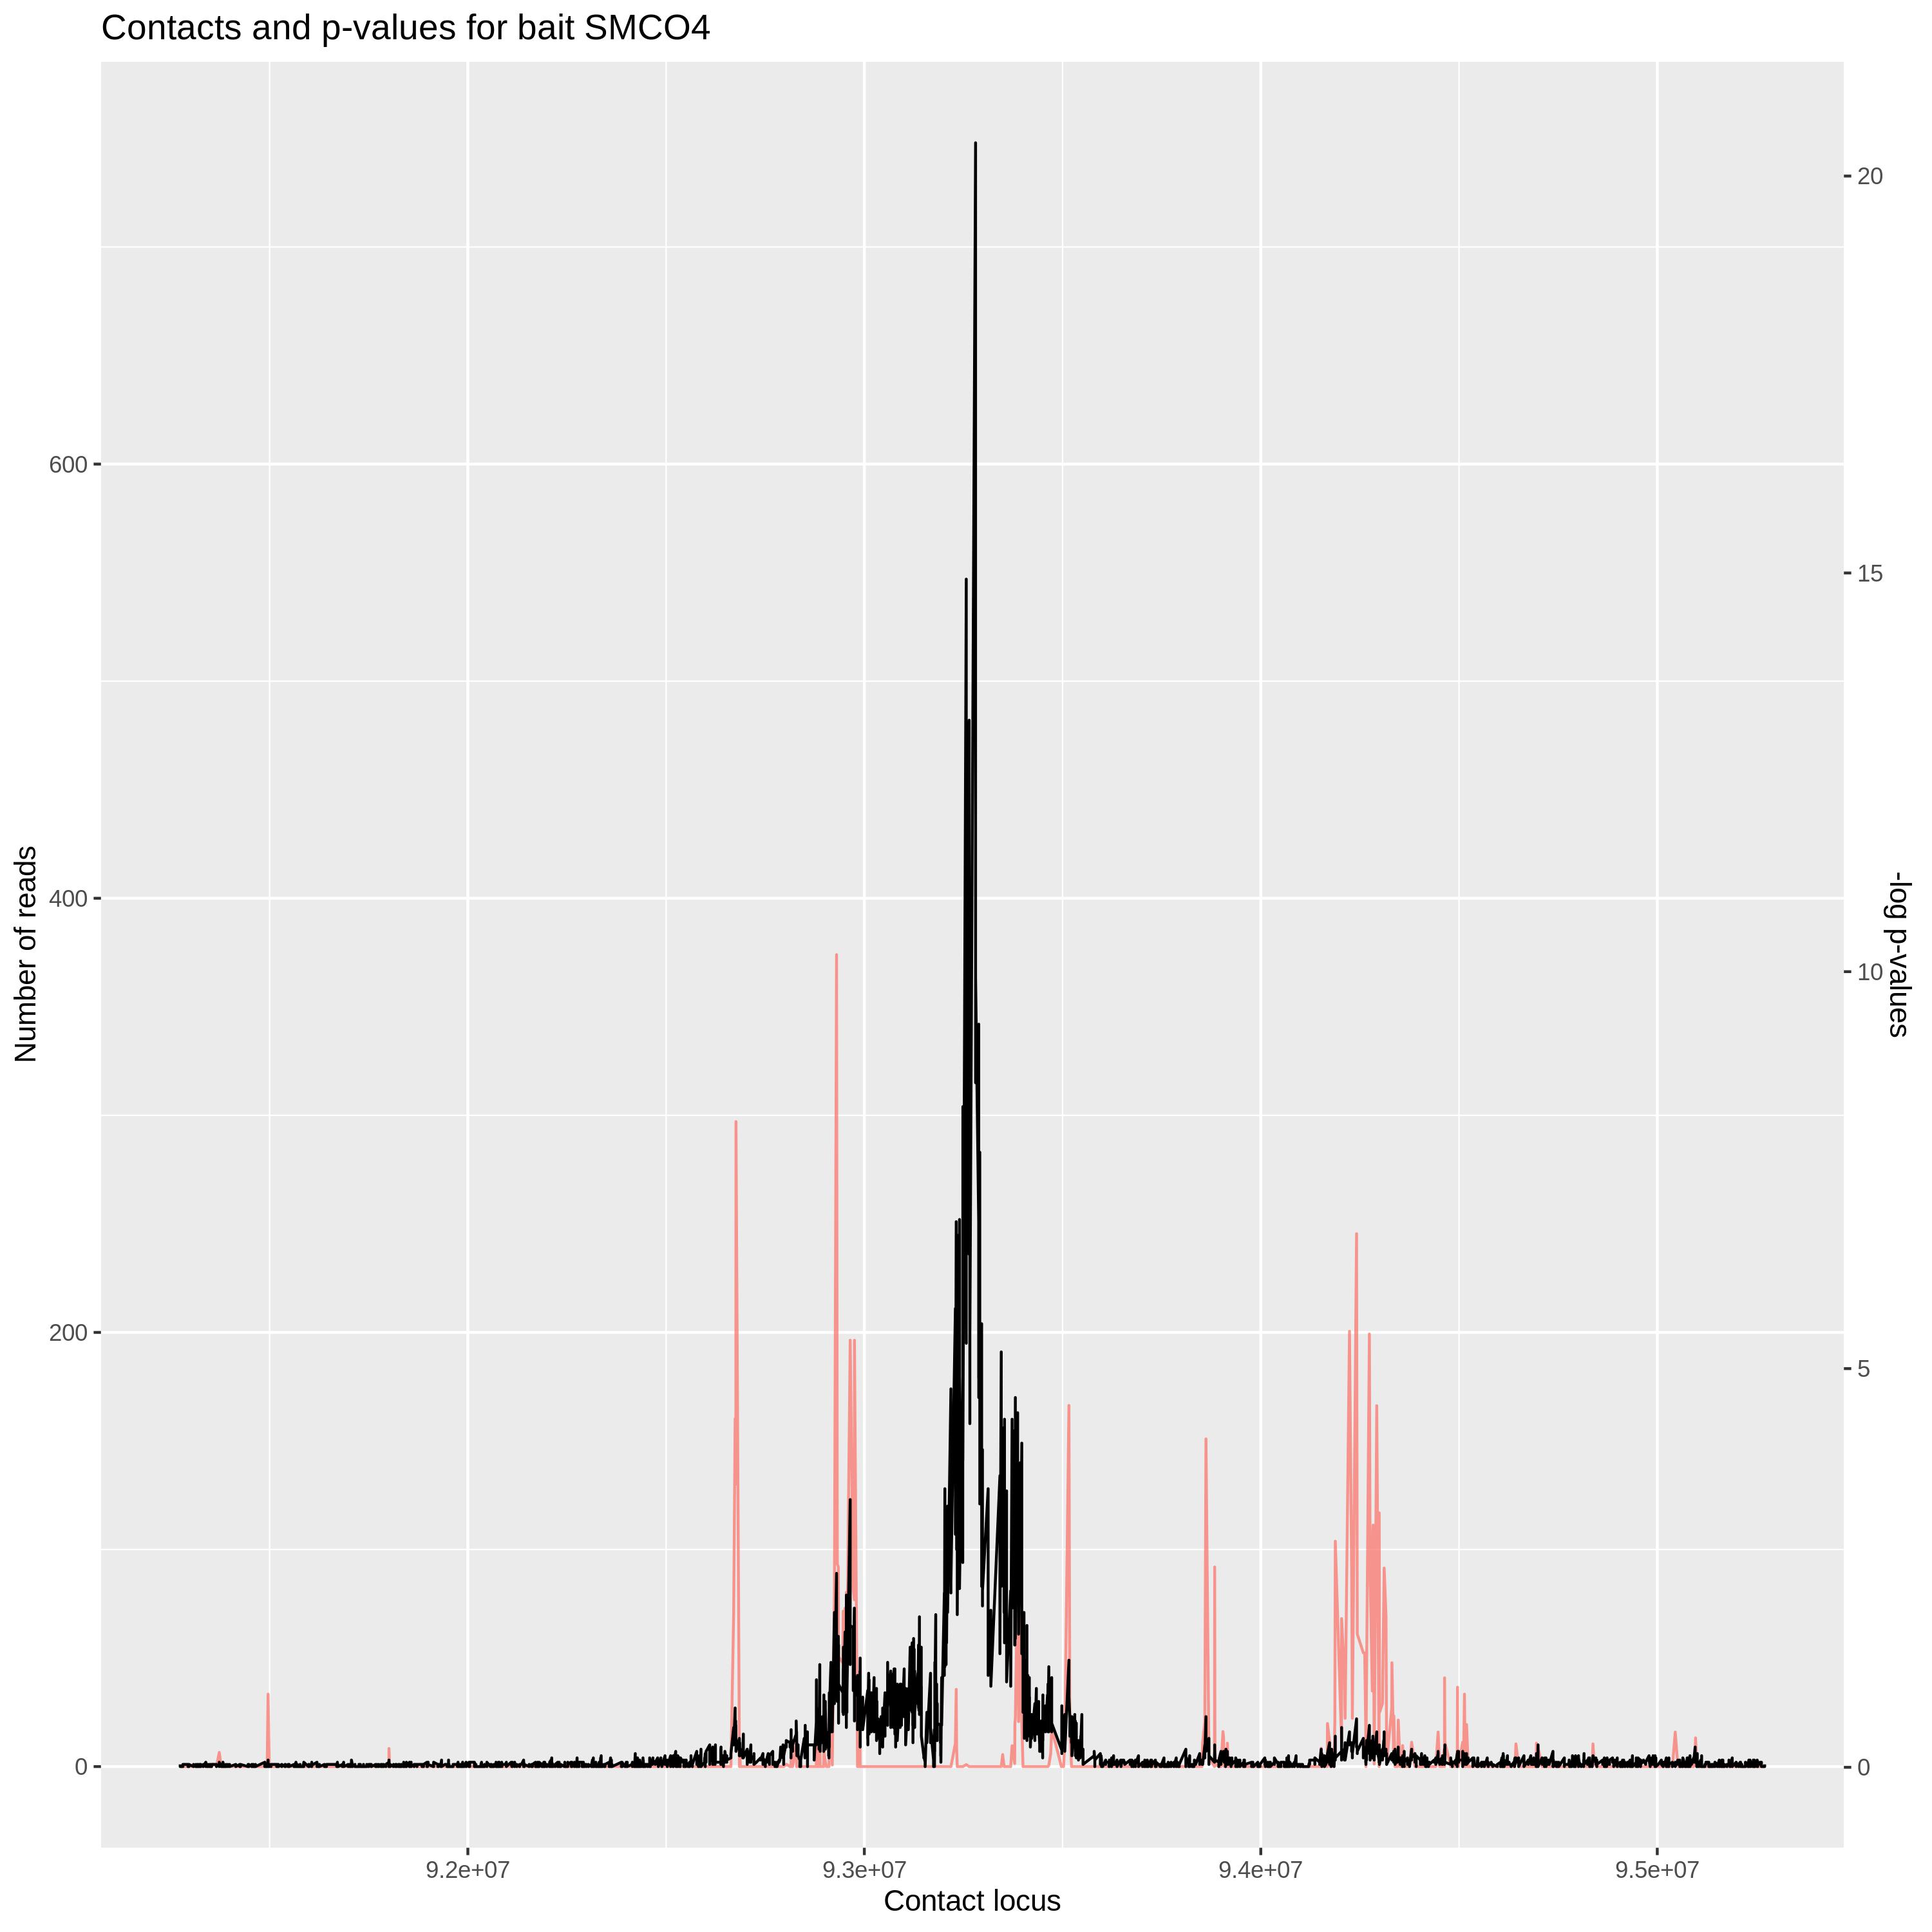 Contacts and p-values for bait SMCO4
Number of reads
600
400
200
0
20
15
10
5
0
-log p-values
9.2e+07
9.3e+07
9.4e+07
9.5e+07
Contact locus